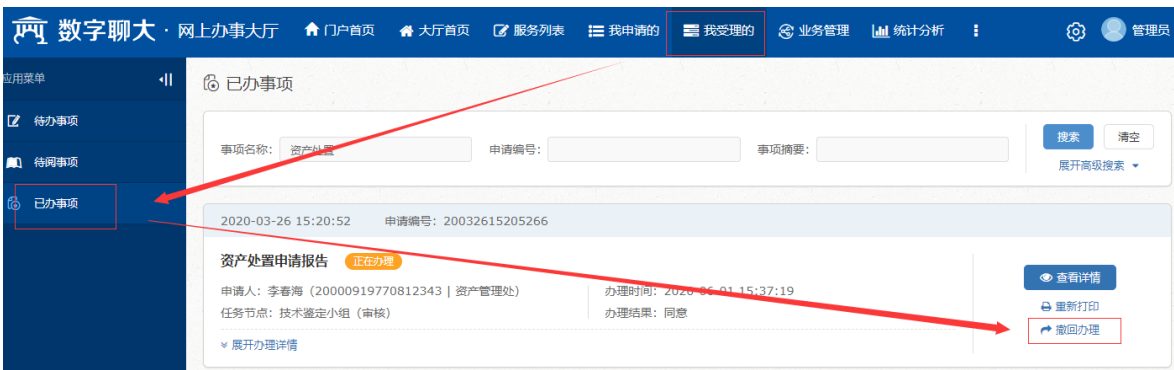 数字聊大 · 网上办事大厅 门户首页 大厅首页 服务列表 我申请的 我受理的 业务管理 统计分析 管理员
应用菜单
待办事项
待阅事项
已办事项
已办事项
事项名称: 资产处置 申请编号: 事项摘要: 搜索 清空
展开高级搜索
2020-03-26 15:20:52 申请编号: 20032615205266
资产处置申请报告 正在办理
申请人: 李春海 (20000919770812343 | 资产管理处) 办理时间: 2020-06-01 15:37:19
任务节点: 技术鉴定小组 (审核) 办理结果: 同意
展开办理详情
查看详情
重新打印
撤回办理